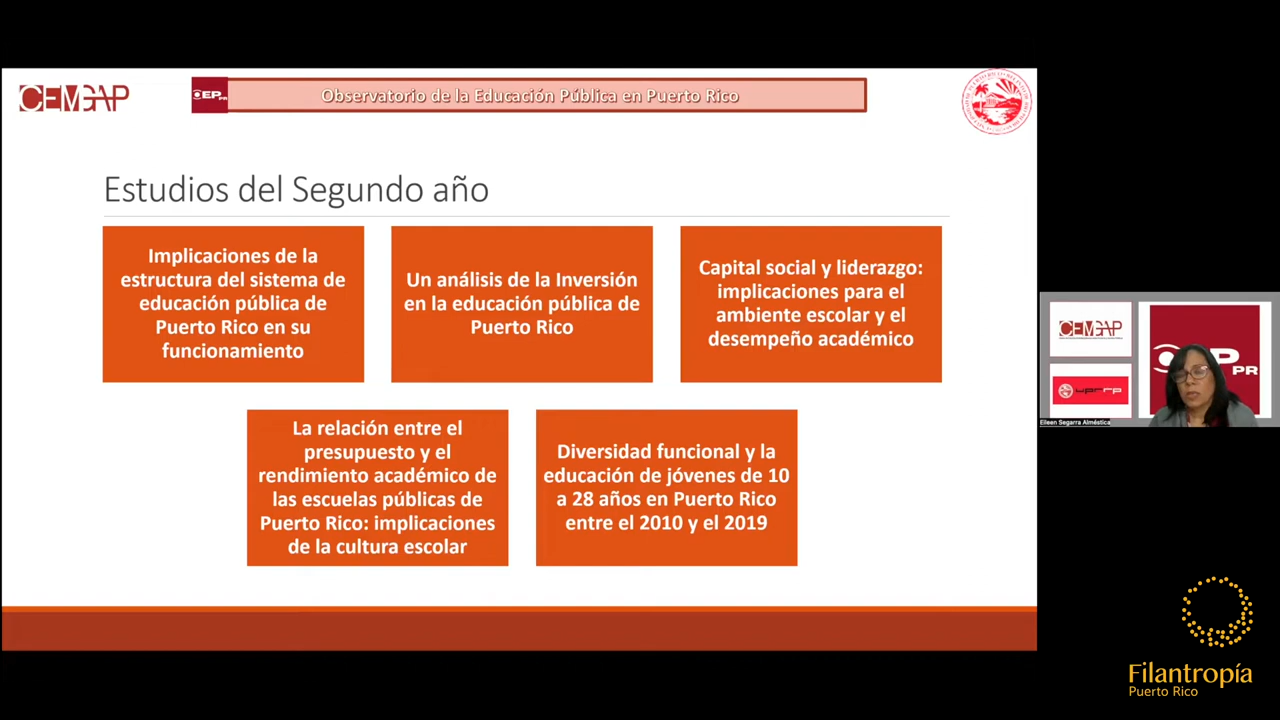 CEMGAP
OEP PR
Observatorio de la Educación Pública en Puerto Rico
Estudios del Segundo año
Implicaciones de la
estructura del sistema de
educación pública de
Puerto Rico en su
funcionamiento
Un análisis de la Inversión
en la educación pública de
Puerto Rico
Capital social y liderazgo:
implicaciones para el
ambiente escolar y el
desempeño académico
La relación entre el
presupuesto y el
rendimiento académico de
las escuelas públicas de
Puerto Rico: implicaciones
de la cultura escolar
Diversidad funcional y la
educación de jóvenes de 10
a 28 años en Puerto Rico
entre el 2010 y el 2019
CEMGAP
uprrp
PR
Eileen Segarra Alméstica
Filantropía
Puerto Rico